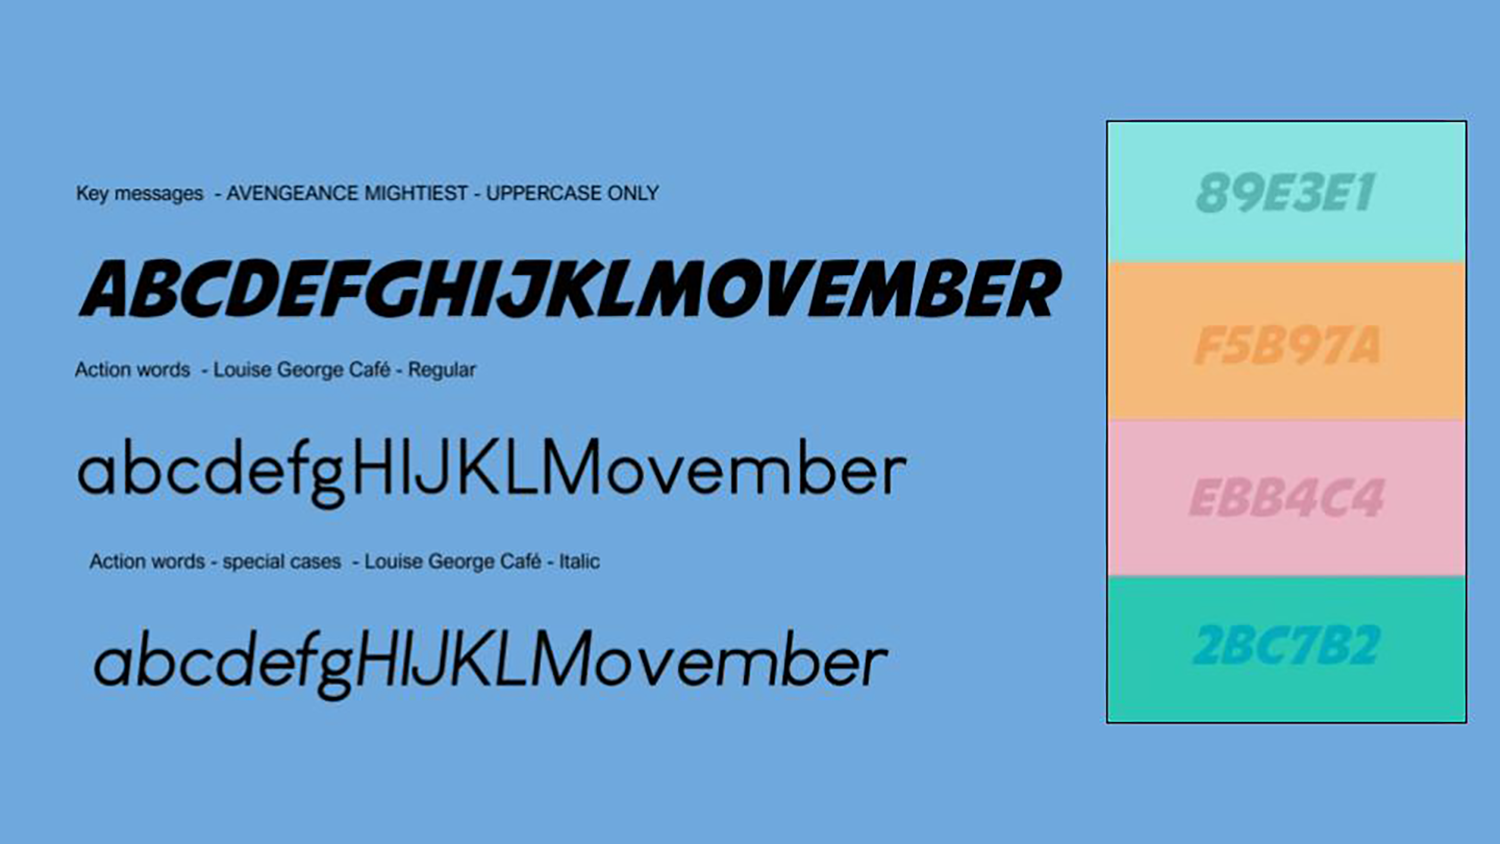 Key messages - AVENGEANCE MIGHTIEST - UPPERCASE ONLY
ABCDEFGHIJKLMOVEMBER
Action words - Louise George Café - Regular
abcdefgHIJKLMovember
Action words - special cases - Louise George Café - Italic
abcdefgHIJKLMovember
89E3E1
F5B97A
EBB4C4
2BC7B2